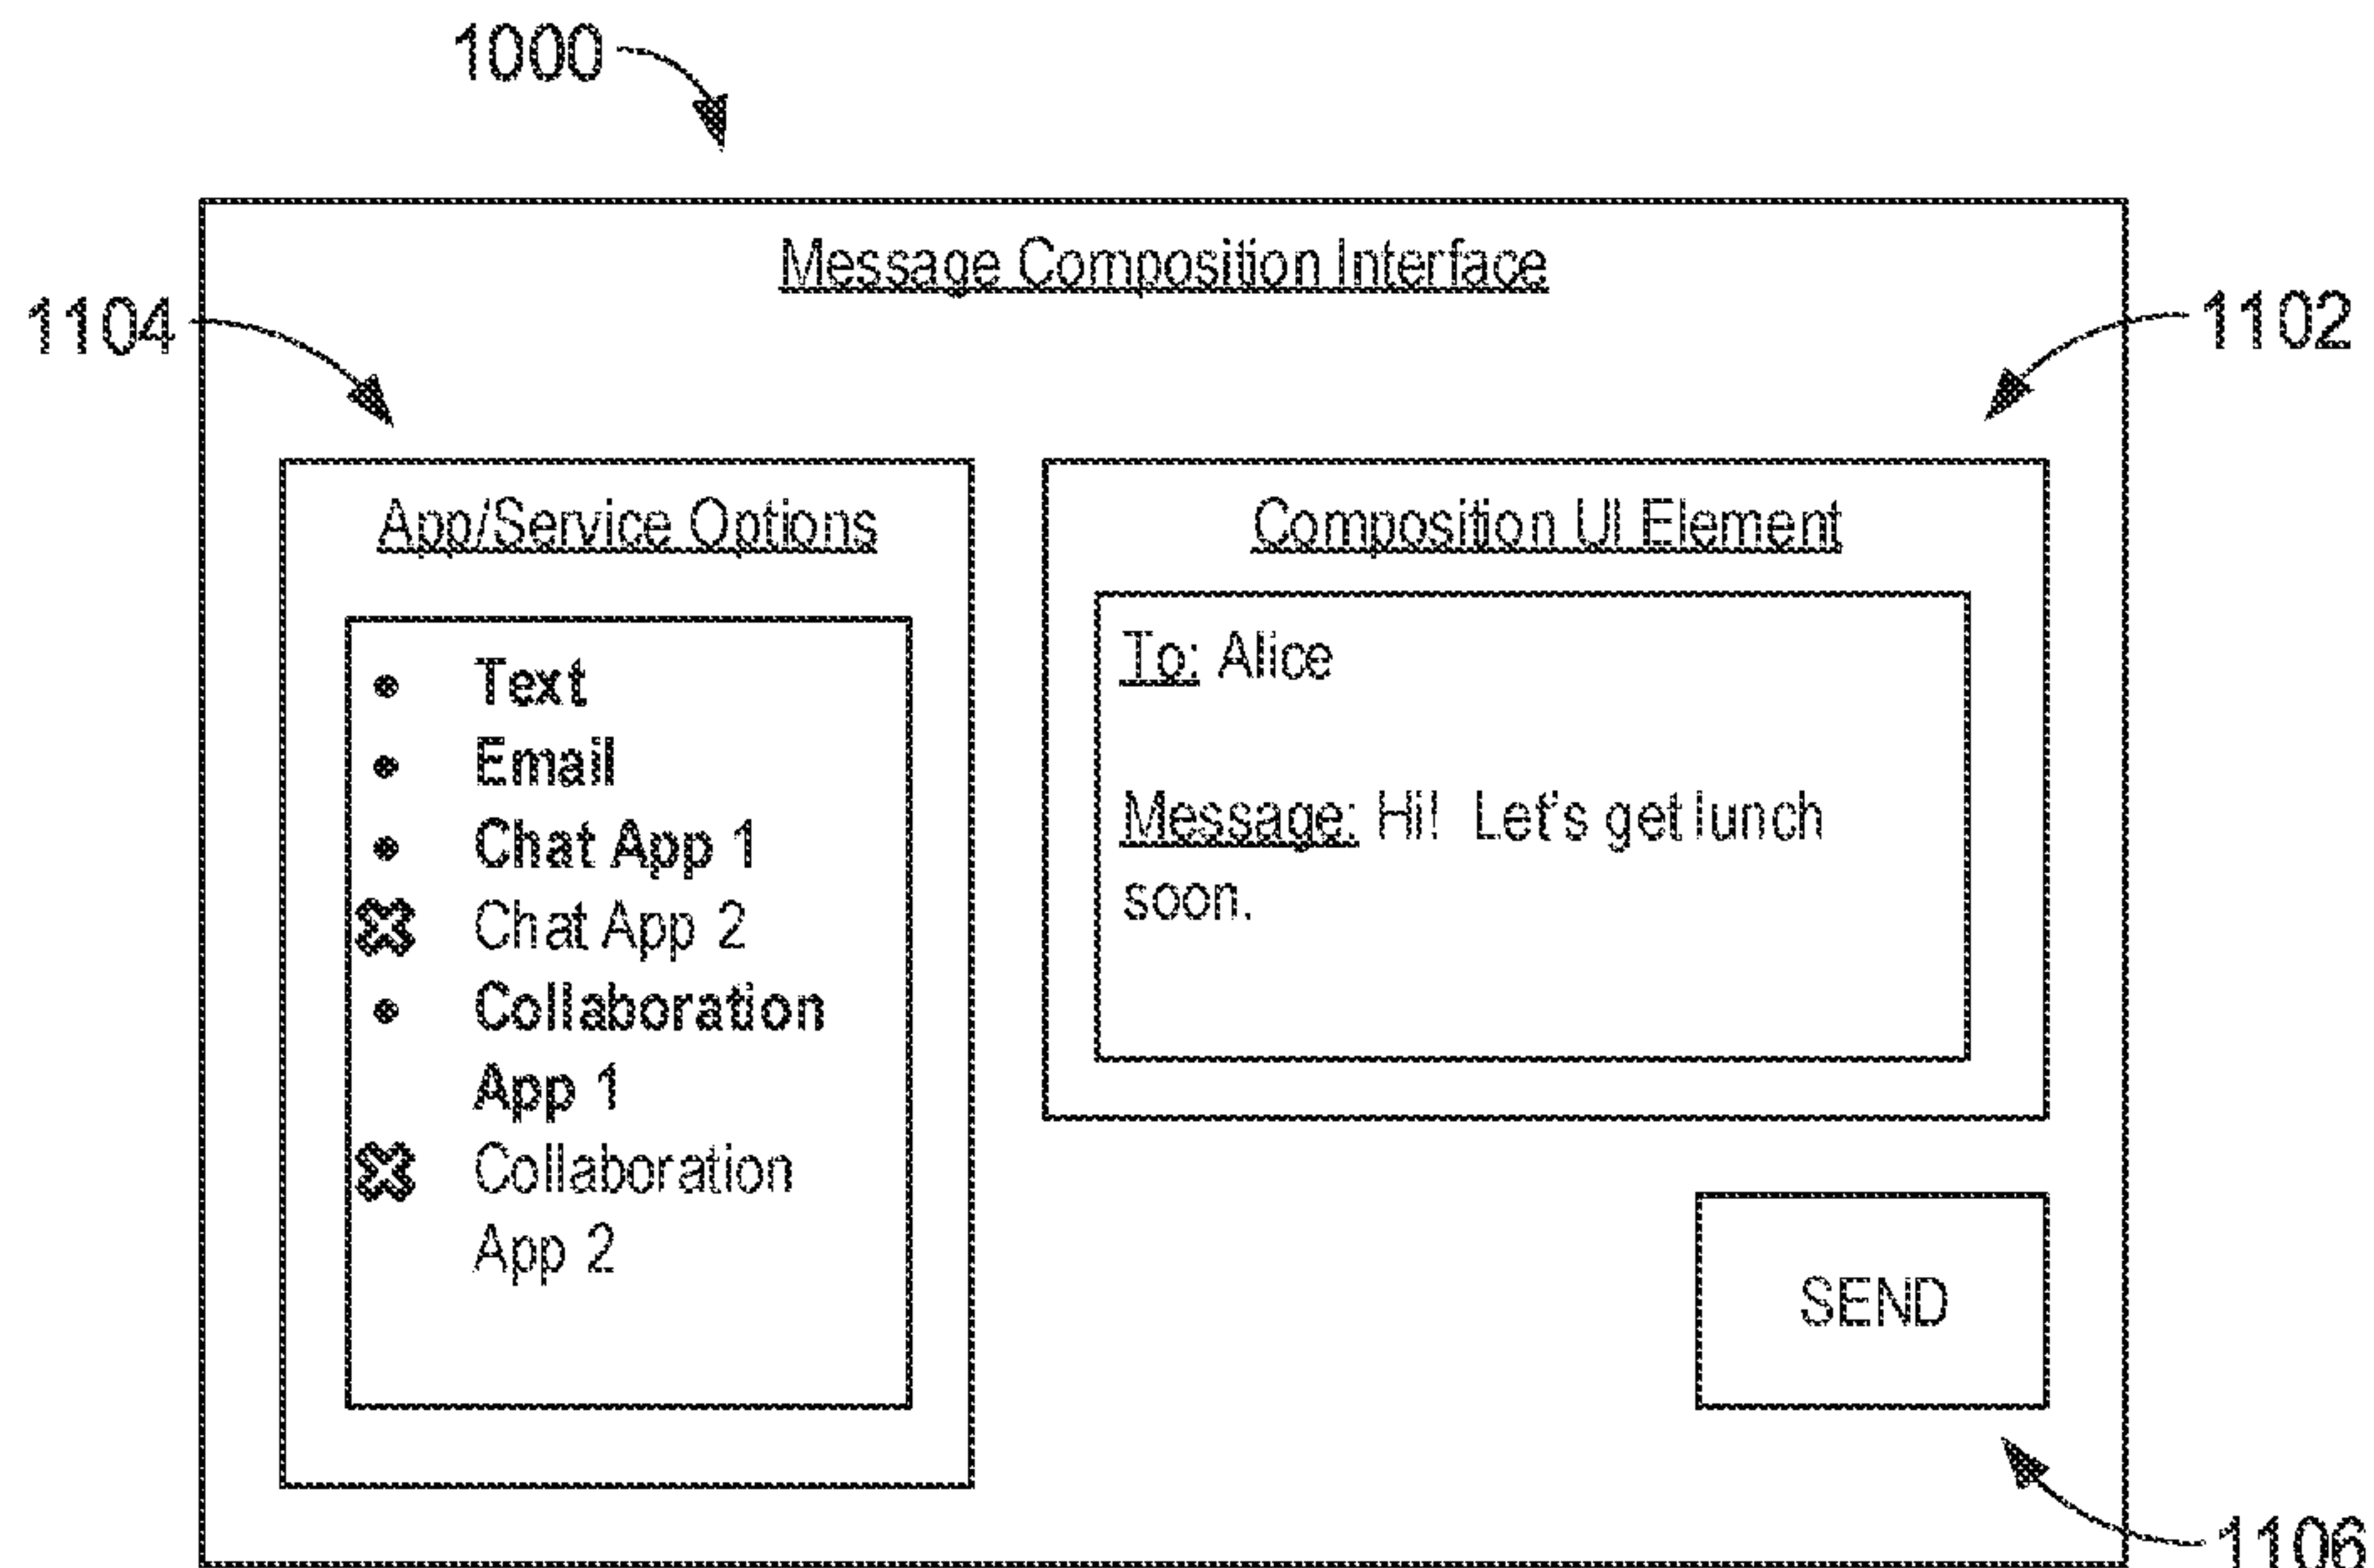 1000
Message Composition Interface
1104
1102
App/Service Options
• Text
• Email
• Chat App 1
Chat App 2
• Collaboration
App 1
Collaboration
App 2
Composition UI Element
To: Alice
Message: Hi! Let's get lunch
soon.
SEND
1106